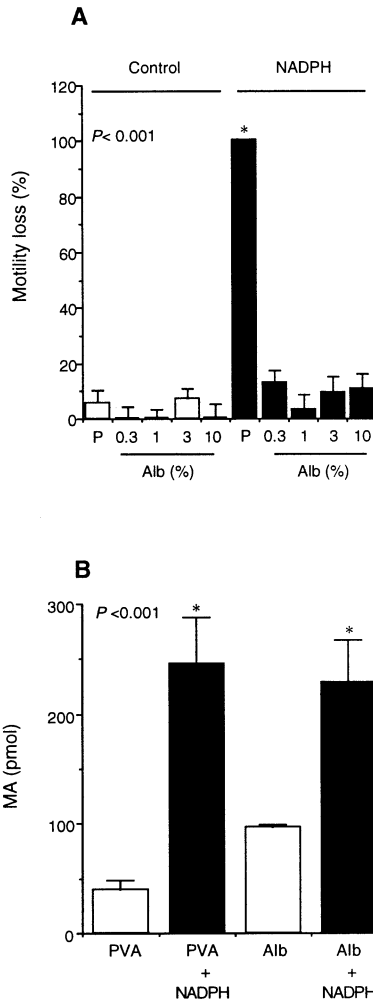 A
Control NADPH
120
100
80
60
40
20
0
Motility loss (%)
P< 0.001
*
P 0.3 1 3 10 P 0.3 1 3 10
Alb (%) Alb (%)
B
300
200
100
0
MA (pmol)
P <0.001
* *
PVA PVA Alb Alb
+ +
NADPH NADPH